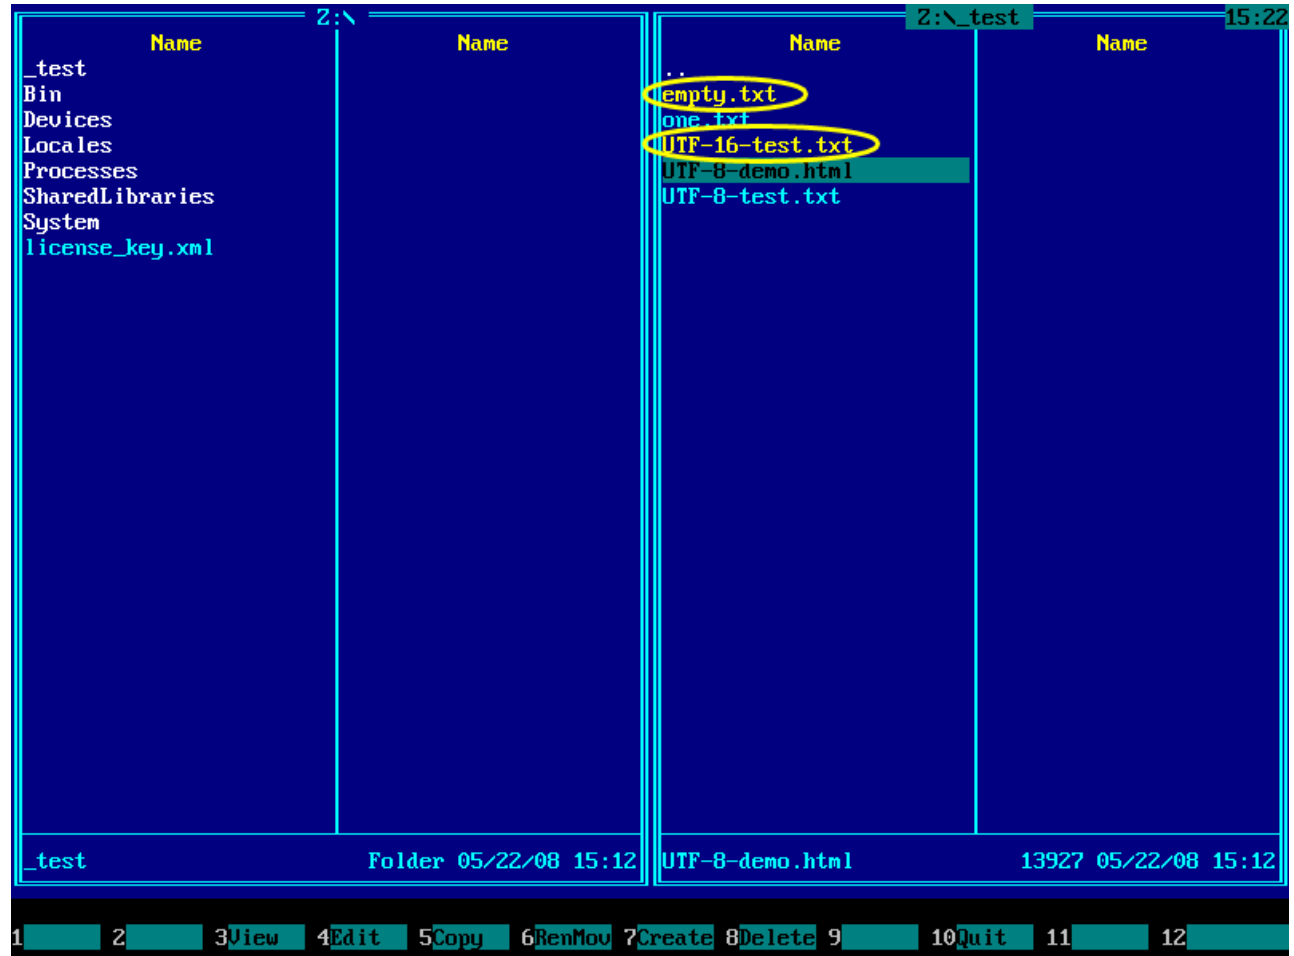 Z:\
Name Name
_test
Bin
Devices
Locales
Processes
SharedLibraries
System
license_key.xml
_test Folder 05/22/08 15:12
Z:\_test 15:22
Name Name
..
empty.txt
one.txt
UTF-16-test.txt
UTF-8-demo.html
UTF-8-test.txt
UTF-8-demo.html 13927 05/22/08 15:12
1 2 3View 4Edit 5Copy 6RenMov 7Create 8Delete 9 10Quit 11 12